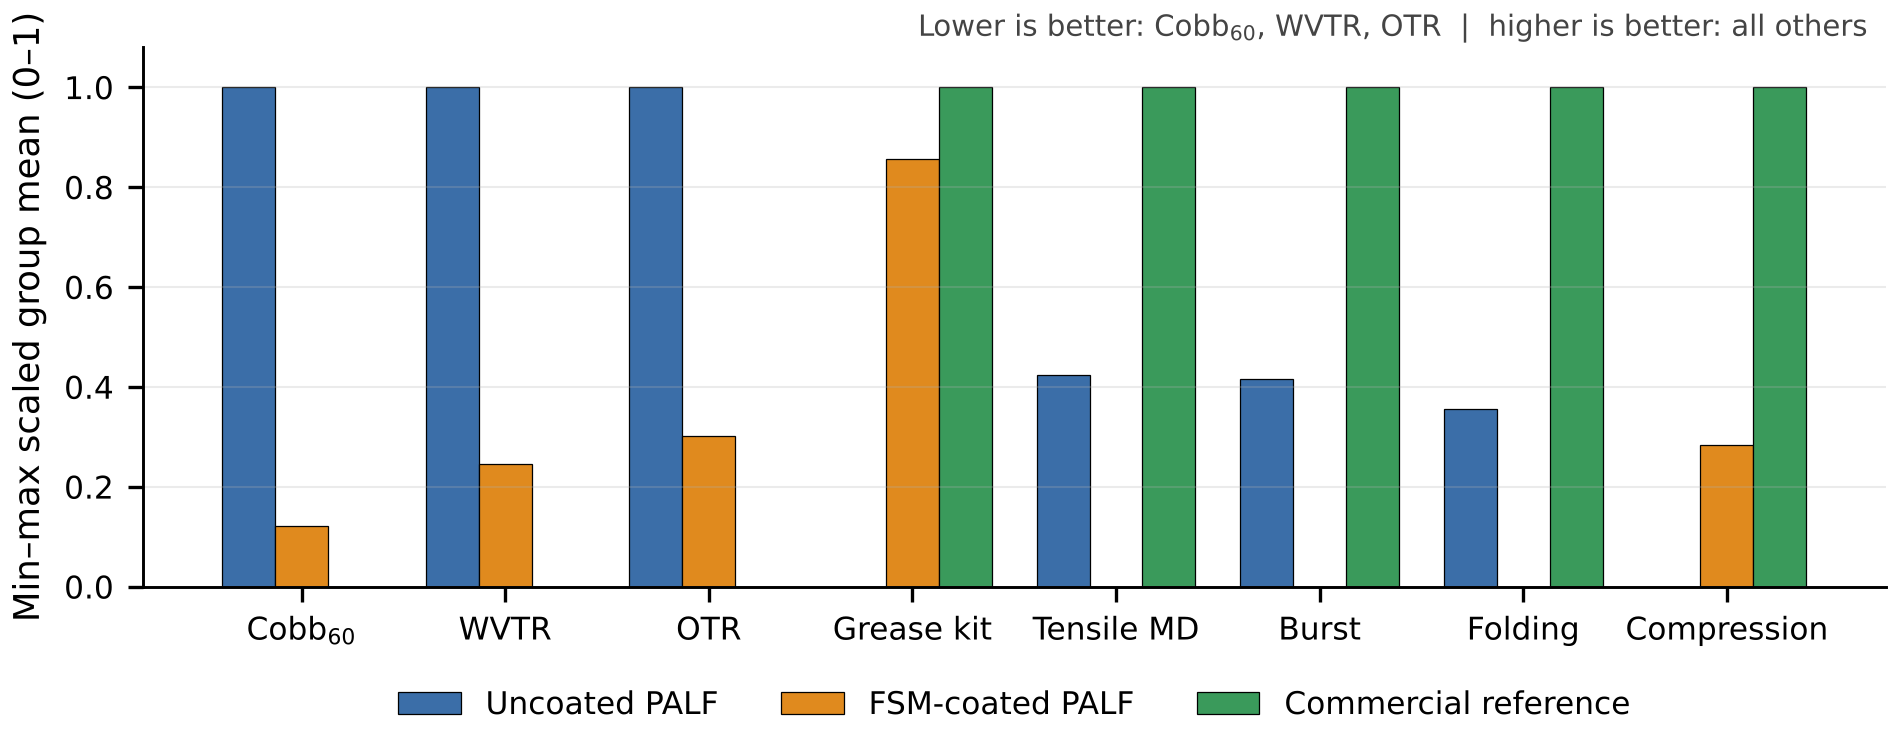 Lower is better: Cobb₆₀, WVTR, OTR | higher is better: all others
Min–max scaled group mean (0–1)
1.0
0.8
0.6
0.4
0.2
0.0
Cobb₆₀ WVTR OTR Grease kit Tensile MD Burst Folding Compression
Uncoated PALF FSM-coated PALF Commercial reference